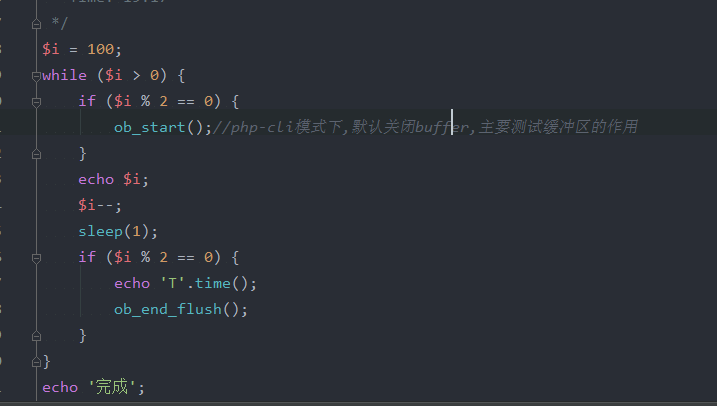 */
$i = 100;
while ($i > 0) {
if ($i % 2 == 0) {
ob_start();//php-cli模式下,默认关闭buffer,主要测试缓冲区的作用
}
echo $i;
$i--;
sleep(1);
if ($i % 2 == 0) {
echo 'T'.time();
ob_end_flush();
}
}
echo '完成';